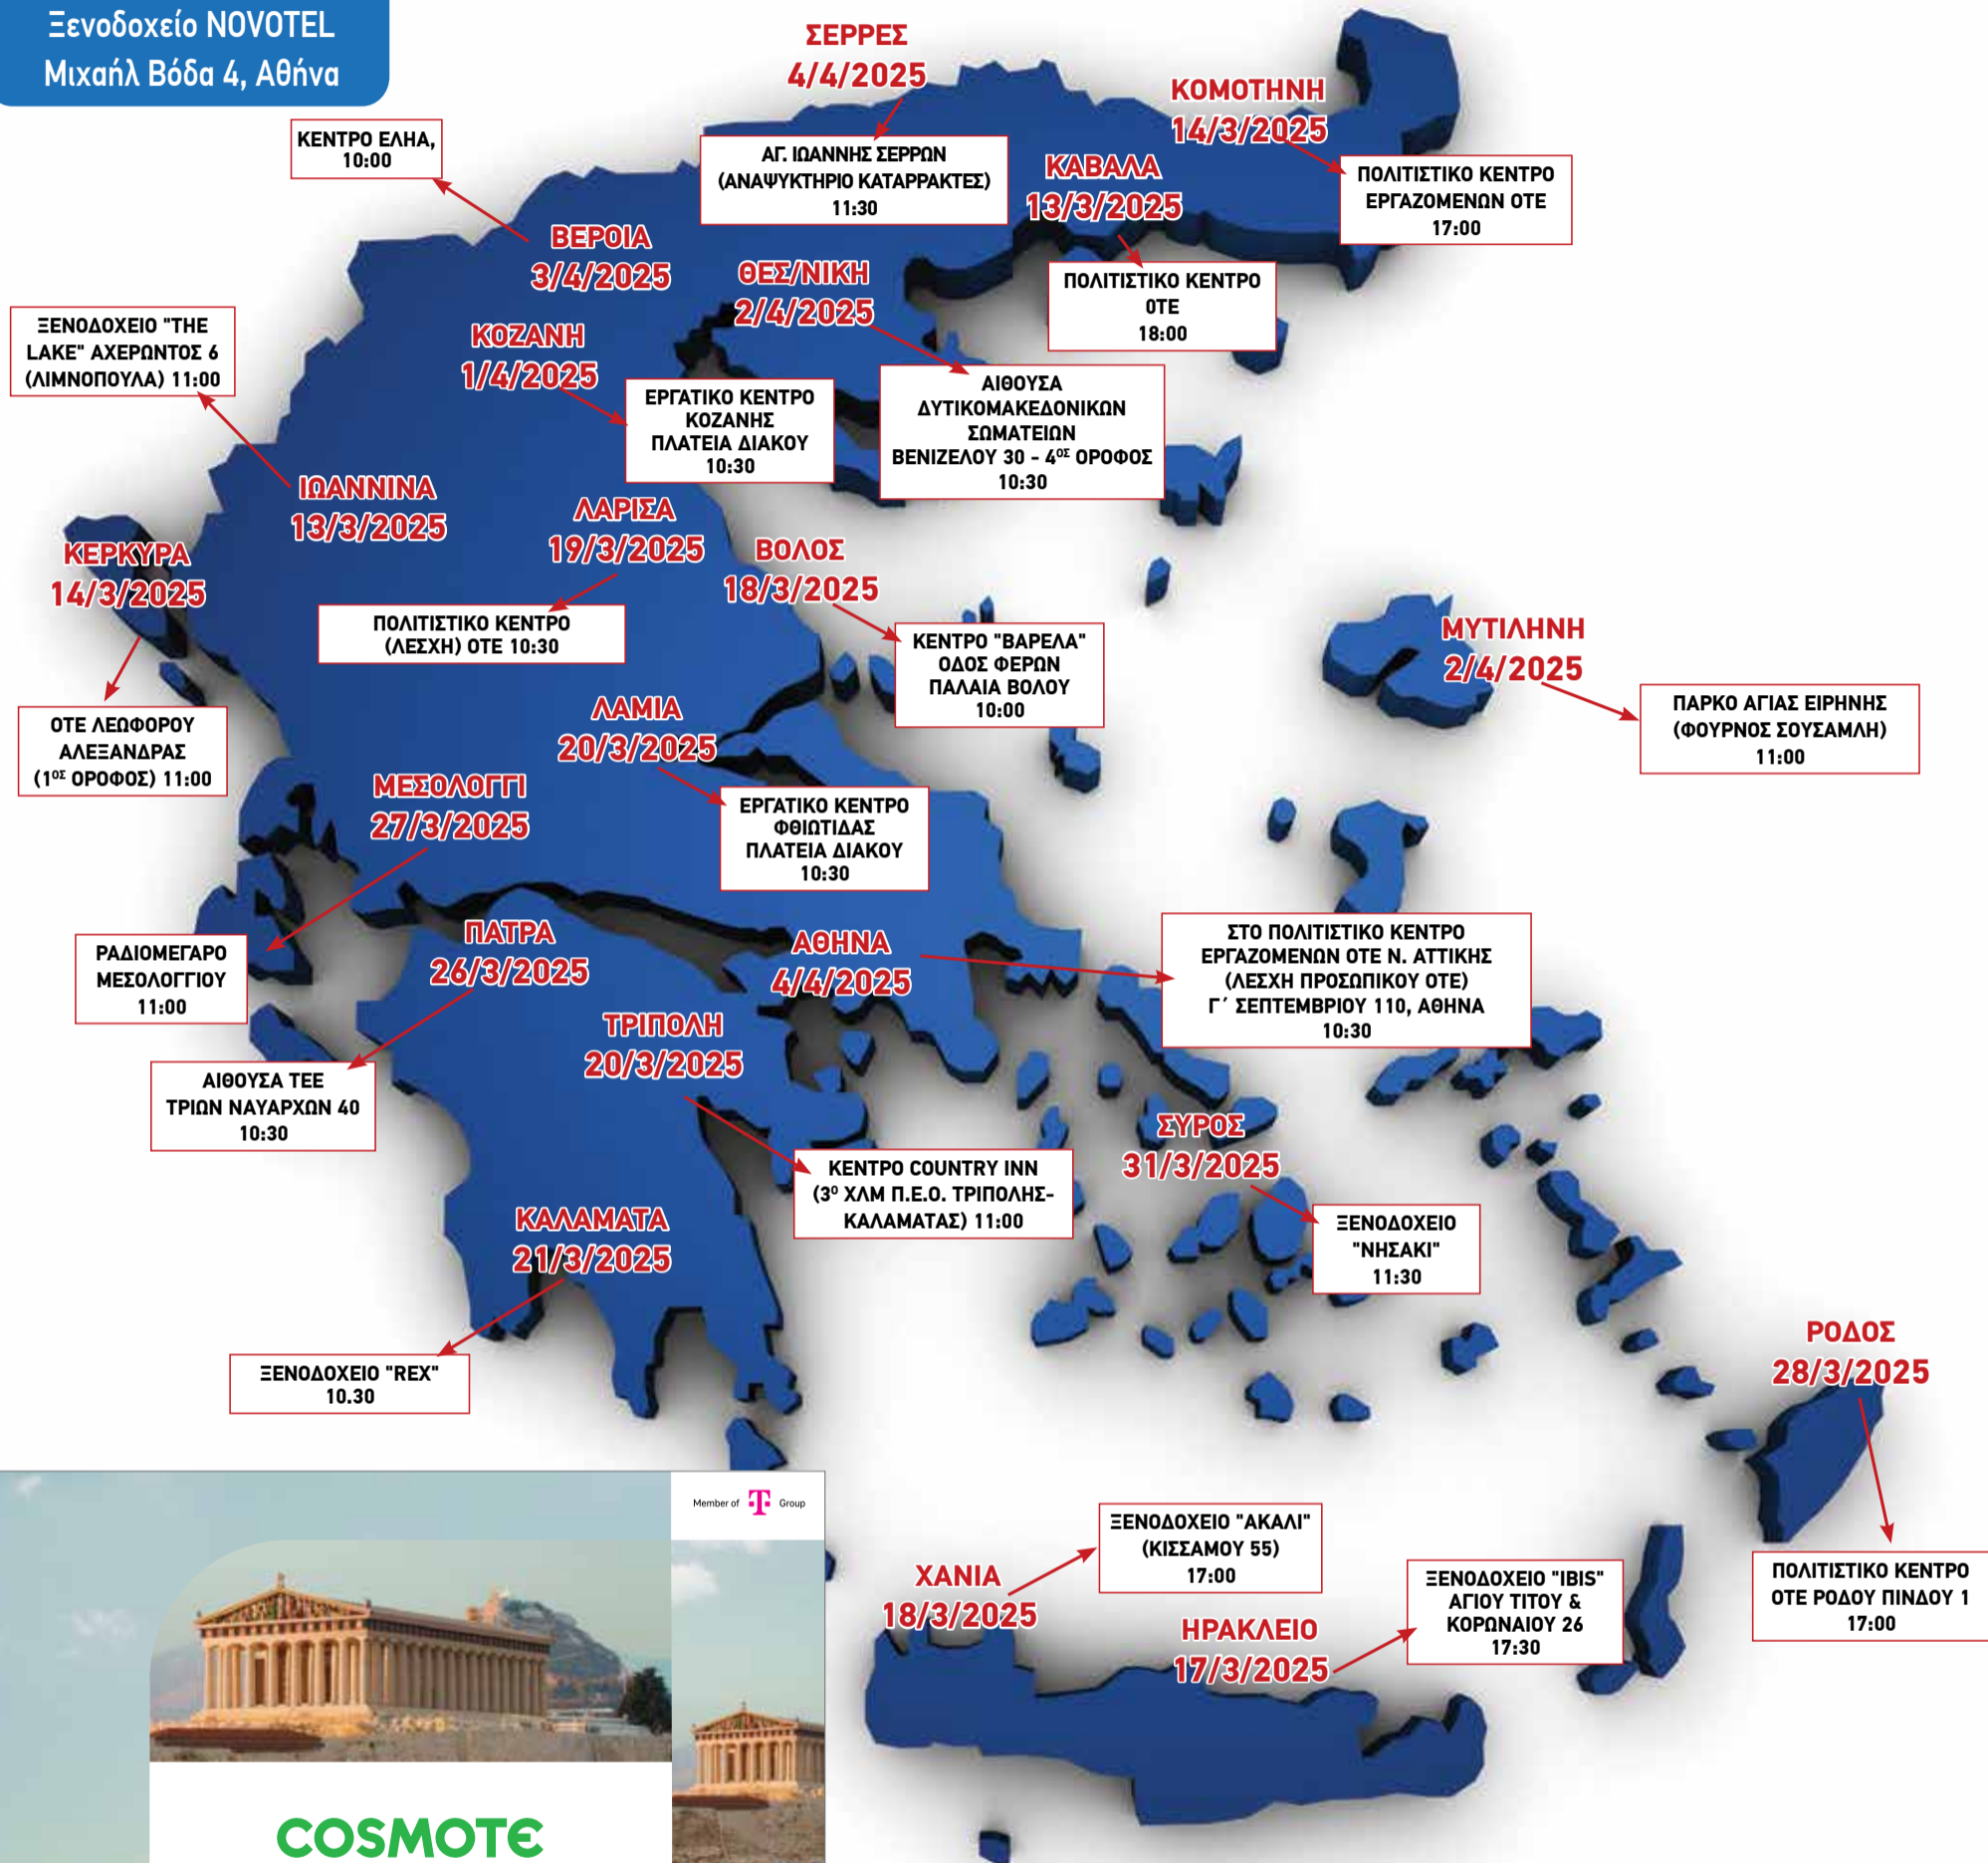 Ξενοδοχείο NOVOTEL
Μιχαήλ Βόδα 4, Αθήνα
ΣΕΡΡΕΣ
4/4/2025
ΑΓ. ΙΩΑΝΝΗΣ ΣΕΡΡΩΝ
(ΑΝΑΨΥΚΤΗΡΙΟ ΚΑΤΑΡΡΑΚΤΕΣ)
11:30
ΚΟΜΟΤΗΝΗ
14/3/2025
ΠΟΛΙΤΙΣΤΙΚΟ ΚΕΝΤΡΟ
ΕΡΓΑΖΟΜΕΝΩΝ ΟΤΕ
17:00
ΚΑΒΑΛΑ
13/3/2025
ΠΟΛΙΤΙΣΤΙΚΟ ΚΕΝΤΡΟ
0ΤΕ
18:00
ΚΕΝΤΡΟ ΕΛΗΑ,
10:00
ΒΕΡΟΙΑ
3/4/2025
ΘΕΣ/ΝΙΚΗ
2/4/2025
ΑΙΘΟΥΣΑ
ΔΥΤΙΚΟΜΑΚΕΔΟΝΙΚΩΝ
ΣΩΜΑΤΕΙΩΝ
ΒΕΝΙΖΕΛΟΥ 30 - 4ΟΣ ΟΡΟΦΟΣ
10:30
ΚΟΖΑΝΗ
1/4/2025
ΕΡΓΑΤΙΚΟ ΚΕΝΤΡΟ
ΚΟΖΑΝΗΣ
ΠΛΑΤΕΙΑ ΔΙΑΚΟΥ
10:30
ΞΕΝΟΔΟΧΕΙΟ "THE
LAKE" ΑΧΕΡΩΝΤΟΣ 6
(ΛΙΜΝΟΠΟΥΛΑ) 11:00
ΙΩΑΝΝΙΝΑ
13/3/2025
ΛΑΡΙΣΑ
19/3/2025
ΠΟΛΙΤΙΣΤΙΚΟ ΚΕΝΤΡΟ
(ΛΕΣΧΗ) ΟΤΕ 10:30
ΒΟΛΟΣ
18/3/2025
ΚΕΝΤΡΟ "ΒΑΡΕΛΑ"
ΟΔΟΣ ΦΕΡΩΝ
ΠΑΛΑΙΑ ΒΟΛΟΥ
10:00
ΚΕΡΚΥΡΑ
14/3/2025
ΟΤΕ ΛΕΩΦΟΡΟΥ
ΑΛΕΞΑΝΔΡΑΣ
(1ΟΣ ΟΡΟΦΟΣ) 11:00
ΜΥΤΙΛΗΝΗ
2/4/2025
ΠΑΡΚΟ ΑΓΙΑΣ ΕΙΡΗΝΗΣ
(ΦΟΥΡΝΟΣ ΣΟΥΣΑΜΛΗ)
11:00
ΛΑΜΙΑ
20/3/2025
ΕΡΓΑΤΙΚΟ ΚΕΝΤΡΟ
ΦΘΙΩΤΙΔΑΣ
ΠΛΑΤΕΙΑ ΔΙΑΚΟΥ
10:30
ΜΕΣΟΛΟΓΓΙ
27/3/2025
ΡΑΔΙΟΜΕΓΑΡΟ
ΜΕΣΟΛΟΓΓΙΟΥ
11:00
ΠΑΤΡΑ
26/3/2025
ΑΙΘΟΥΣΑ ΤΕΕ
ΤΡΙΩΝ ΝΑΥΑΡΧΩΝ 40
10:30
ΑΘΗΝΑ
4/4/2025
ΣΤΟ ΠΟΛΙΤΙΣΤΙΚΟ ΚΕΝΤΡΟ
ΕΡΓΑΖΟΜΕΝΩΝ ΟΤΕ Ν. ΑΤΤΙΚΗΣ
(ΛΕΣΧΗ ΠΡΟΣΩΠΙΚΟΥ ΟΤΕ)
Γ΄ ΣΕΠΤΕΜΒΡΙΟΥ 110, ΑΘΗΝΑ
10:30
ΤΡΙΠΟΛΗ
20/3/2025
ΚΕΝΤΡΟ COUNTRY INN
(3Ο ΧΛΜ Π.Ε.Ο. ΤΡΙΠΟΛΗΣ-
ΚΑΛΑΜΑΤΑΣ) 11:00
ΣΥΡΟΣ
31/3/2025
ΞΕΝΟΔΟΧΕΙΟ
"ΝΗΣΑΚΙ"
11:30
ΚΑΛΑΜΑΤΑ
21/3/2025
ΞΕΝΟΔΟΧΕΙΟ "REX"
10.30
ΡΟΔΟΣ
28/3/2025
ΠΟΛΙΤΙΣΤΙΚΟ ΚΕΝΤΡΟ
ΟΤΕ ΡΟΔΟΥ ΠΙΝΔΟΥ 1
17:00
ΧΑΝΙΑ
18/3/2025
ΞΕΝΟΔΟΧΕΙΟ "ΑΚΑΛΙ"
(ΚΙΣΣΑΜΟΥ 55)
17:00
ΗΡΑΚΛΕΙΟ
17/3/2025
ΞΕΝΟΔΟΧΕΙΟ "IBIS"
ΑΓΙΟΥ ΤΙΤΟΥ &
ΚΟΡΩΝΑΙΟΥ 26
17:30
Member of T Group
COSMOTE